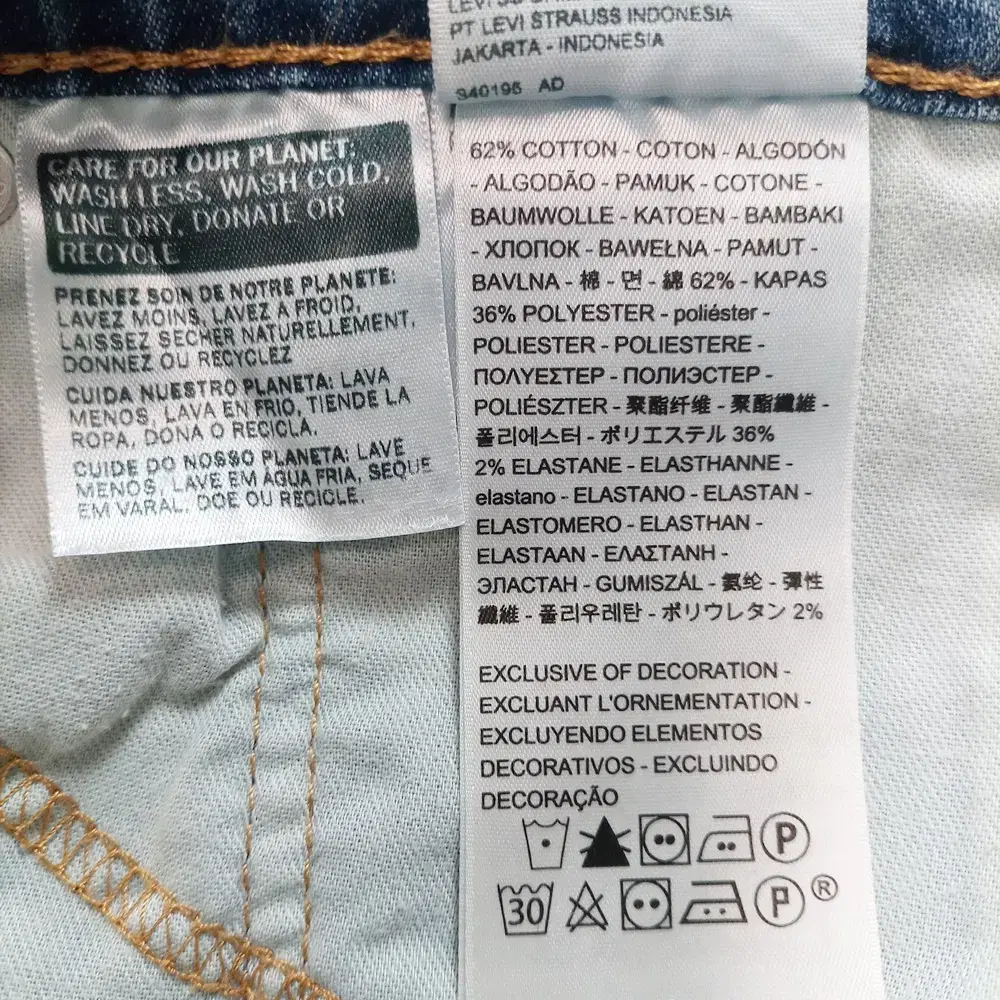 PT LEVI STRAUSS INDONESIA
JAKARTA - INDONESIA
S40195 AD
CARE FOR OUR PLANET:
WASH LESS, WASH COLD,
LINE DRY, DONATE OR
RECYCLE
PRENEZ SOIN DE NOTRE PLANETE:
LAVEZ MOINS, LAVEZ A FROID,
LAISSEZ SECHER NATURELLEMENT,
DONNEZ OU RECYCLEZ
CUIDA NUESTRO PLANETA: LAVA
MENOS, LAVA EN FRIO, TIENDE LA
ROPA, DONA O RECICLA.
CUIDE DO NOSSO PLANETA: LAVE
MENOS, LAVE EM AGUA FRIA, SEQUE
EM VARAL. DOE OU RECICLE.
62% COTTON - COTON - ALGODÓN
- ALGODÃO - PAMUK - COTONE -
BAUMWOLLE - KATOEN - BAMBAKI
- ХЛОПОК - BAWEŁNA - PAMUT -
BAVLNA - 棉 - 면 - 綿 62% - KAPAS
36% POLYESTER - poliéster -
POLIESTER - POLIESTERE -
ΠΟΛΥΕΣΤΕΡ - ПОЛИЭСТЕР -
POLIÉSZTER - 聚酯纤维 - 聚酯纖維 -
폴리에스터 - ポリエステル 36%
2% ELASTANE - ELASTHANNE -
elastano - ELASTANO - ELASTAN -
ELASTOMERO - ELASTHAN -
ELASTAAN - ΕΛΑΣΤΑΝΗ -
ЭЛАСТАН - GUMISZÁL - 氨纶 - 彈性
纖維 - 폴리우레탄 - ポリウレタン 2%
EXCLUSIVE OF DECORATION -
EXCLUANT L'ORNEMENTATION -
EXCLUYENDO ELEMENTOS
DECORATIVOS - EXCLUINDO
DECORAÇÃO
P
30 P ®